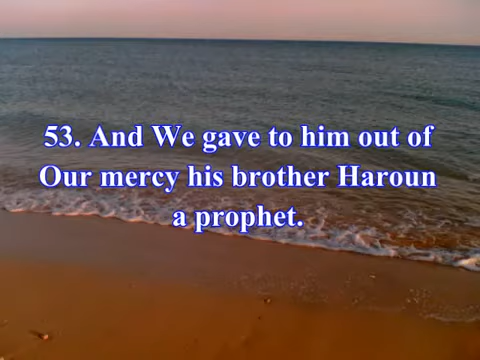 53. And We gave to him out of
Our mercy his brother Haroun
a prophet.